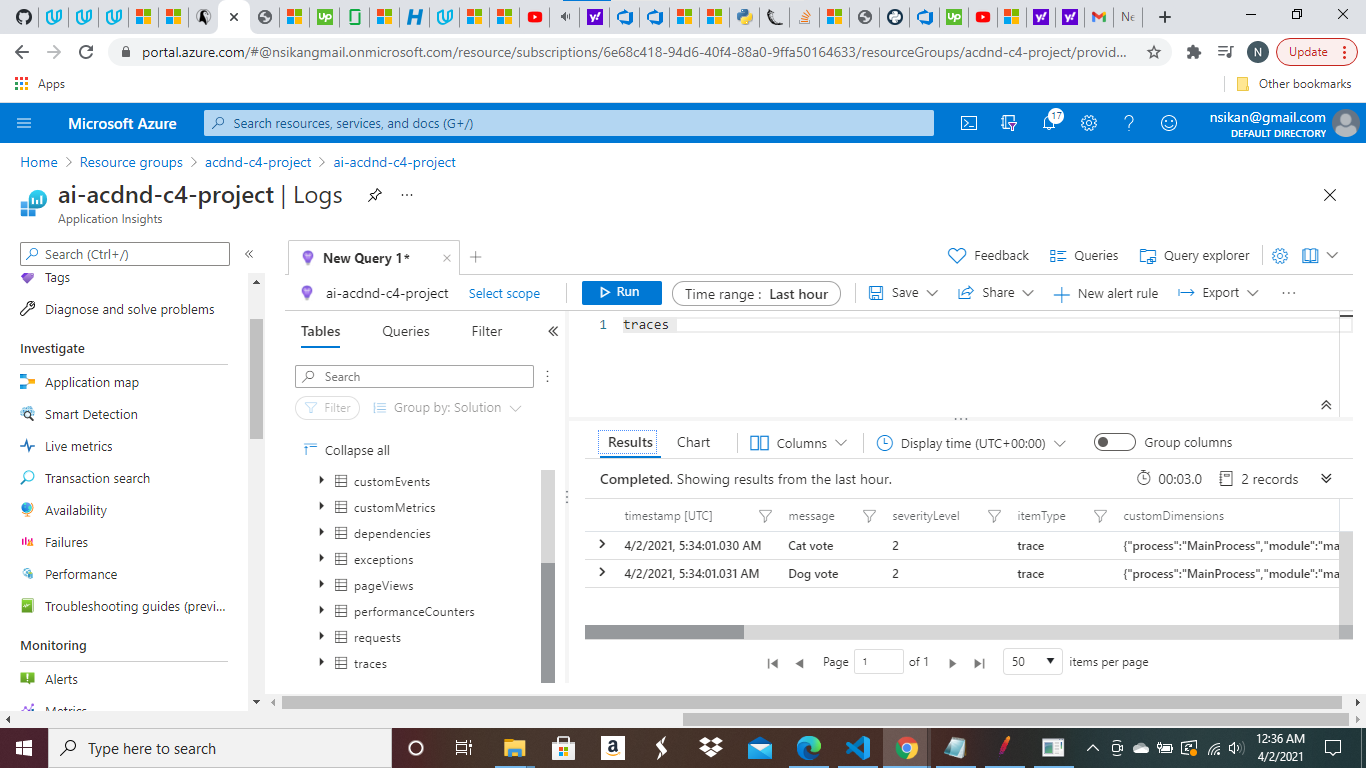 Ne
portal.azure.com/#@nsikangmail.onmicrosoft.com/resource/subscriptions/6e68c418-94d6-40f4-88a0-9ffa50164633/resourceGroups/acdnd-c4-project/provid...
N
Update
Apps
Other bookmarks
Microsoft Azure
Search resources, services, and docs (G+/)
17
nsikan@gmail.com
DEFAULT DIRECTORY
Home > Resource groups > acdnd-c4-project > ai-acdnd-c4-project
ai-acdnd-c4-project | Logs
Application Insights
Search (Ctrl+/)
Tags
Diagnose and solve problems
Investigate
Application map
Smart Detection
Live metrics
Transaction search
Availability
Failures
Performance
Troubleshooting guides (previ...
Monitoring
Alerts
Metrics
New Query 1*
Feedback
Queries
Query explorer
ai-acdnd-c4-project
Select scope
Run
Time range : Last hour
Save
Share
New alert rule
Export
Tables
Queries
Filter
Search
Filter
Group by: Solution
Collapse all
customEvents
customMetrics
dependencies
exceptions
pageViews
performanceCounters
requests
traces
1 traces
Results
Chart
Columns
Display time (UTC+00:00)
Group columns
Completed. Showing results from the last hour.
00:03.0
2 records
timestamp [UTC] message severityLevel itemType customDimensions
4/2/2021, 5:34:01.030 AM Cat vote 2 trace {"process":"MainProcess","module":"ma
4/2/2021, 5:34:01.031 AM Dog vote 2 trace {"process":"MainProcess","module":"ma
Page 1 of 1
50 items per page
Type here to search
12:36 AM
4/2/2021